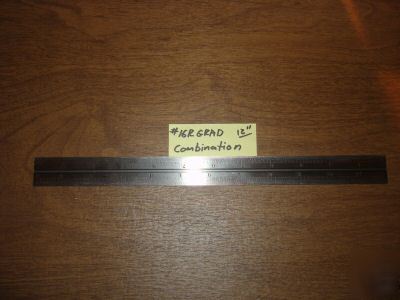 #16R GRAD 12"
Combination